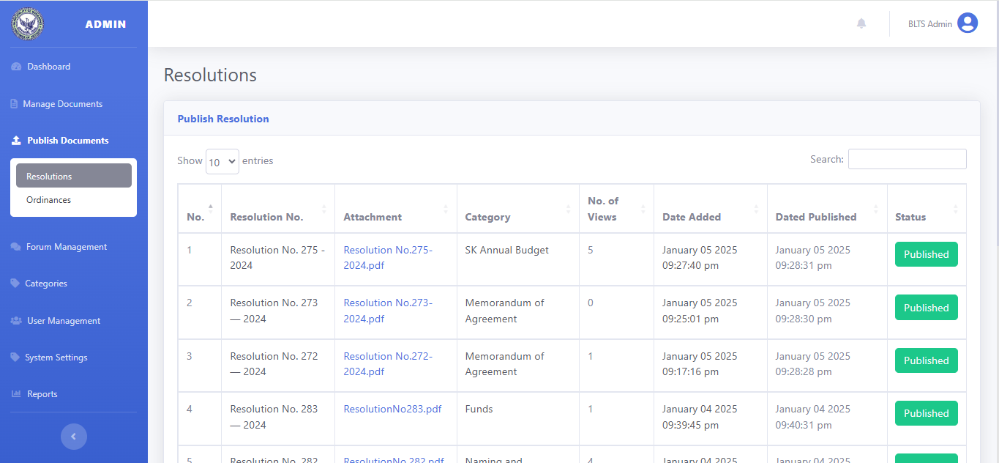 ADMIN
BLTS Admin
Dashboard
Manage Documents
Publish Documents
Resolutions
Ordinances
Forum Management
Categories
User Management
System Settings
Reports
Resolutions
Publish Resolution
Show 10 entries
Search:
No. Resolution No. Attachment Category No. of Views Date Added Dated Published Status
1 Resolution No. 275 - Resolution No.275- SK Annual Budget 5 January 05 2025 January 05 2025 Published
2024 2024.pdf 09:27:40 pm 09:28:31 pm
2 Resolution No. 273 Resolution No.273- Memorandum of 0 January 05 2025 January 05 2025 Published
— 2024 2024.pdf Agreement 09:25:01 pm 09:28:30 pm
3 Resolution No. 272 Resolution No.272- Memorandum of 1 January 05 2025 January 05 2025 Published
— 2024 2024.pdf Agreement 09:17:16 pm 09:28:28 pm
4 Resolution No. 283 ResolutionNo283.pdf Funds 1 January 04 2025 January 04 2025 Published
— 2024 09:39:45 pm 09:40:31 pm
5 Resolution No. 282 ResolutionNo.282.pdf Naming and 4 January 04 2025 January 04 2025